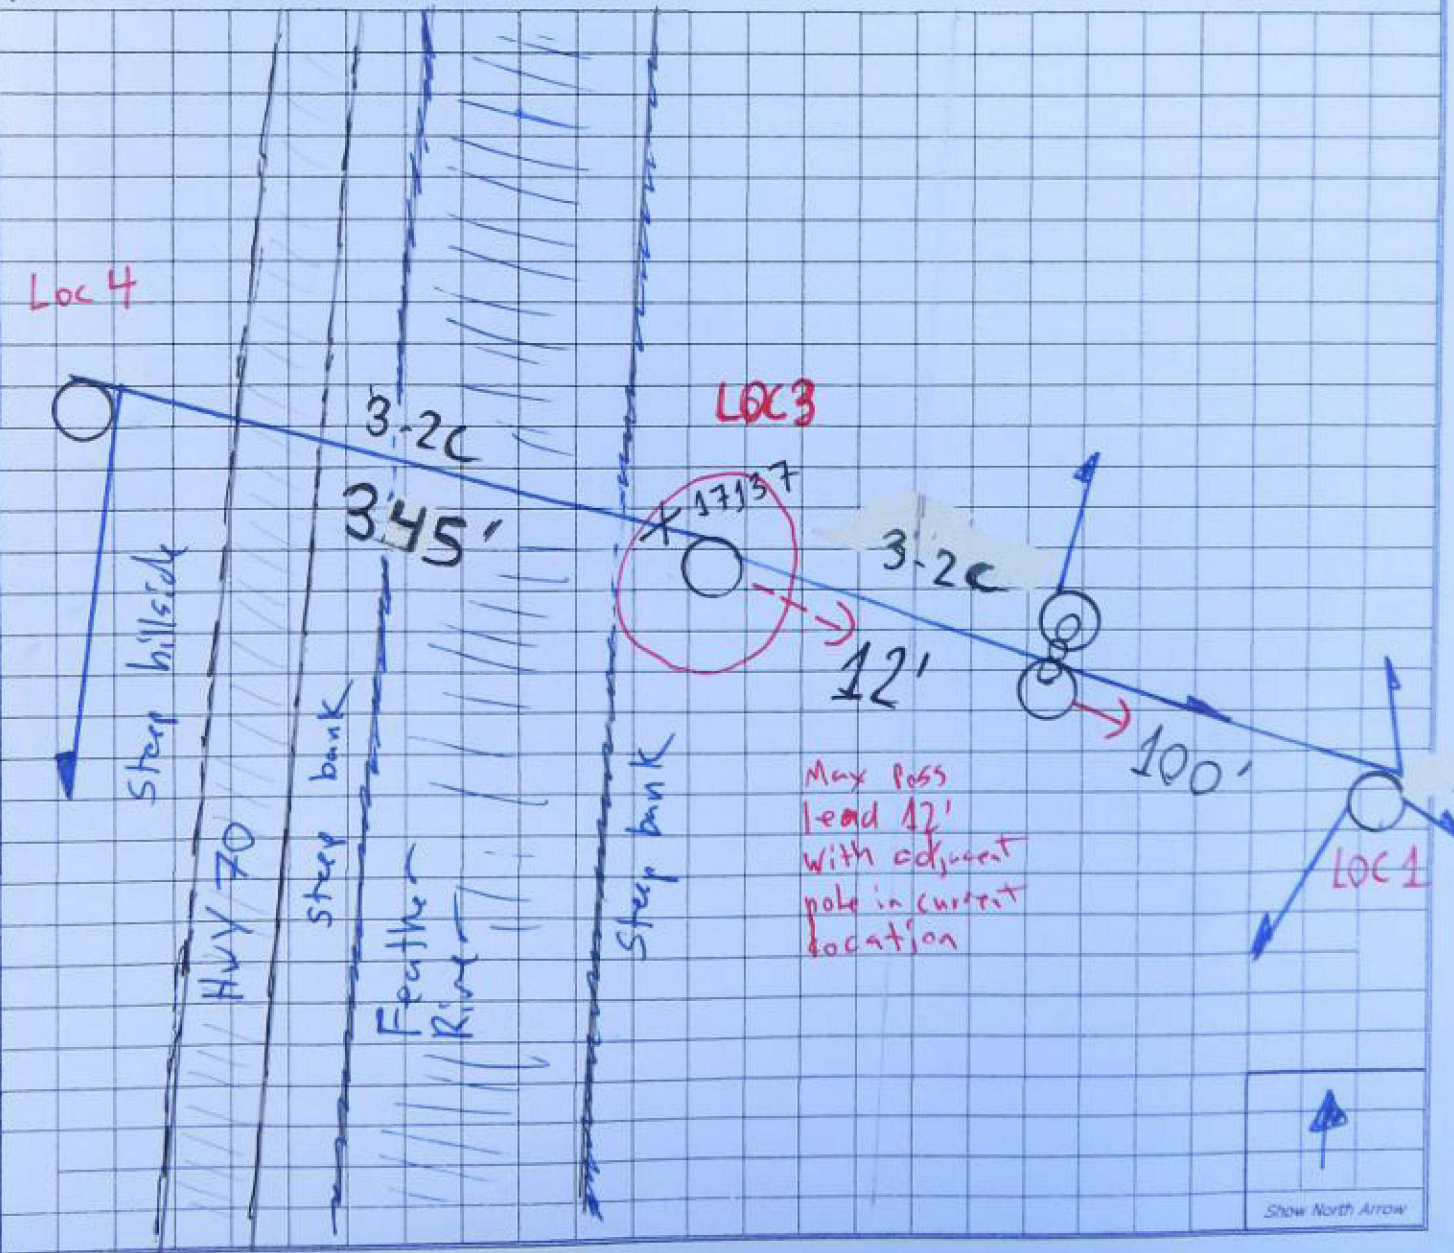 Loc 4
3-2C
345'
LOC3
17137
3-2C
12'
100'
Steep hillside
Hwy 70
Steep bank
Feather
River
Steep bank
Max Poss
lead 12'
with adjacent
pole in current
location
LOC 1
Show North Arrow